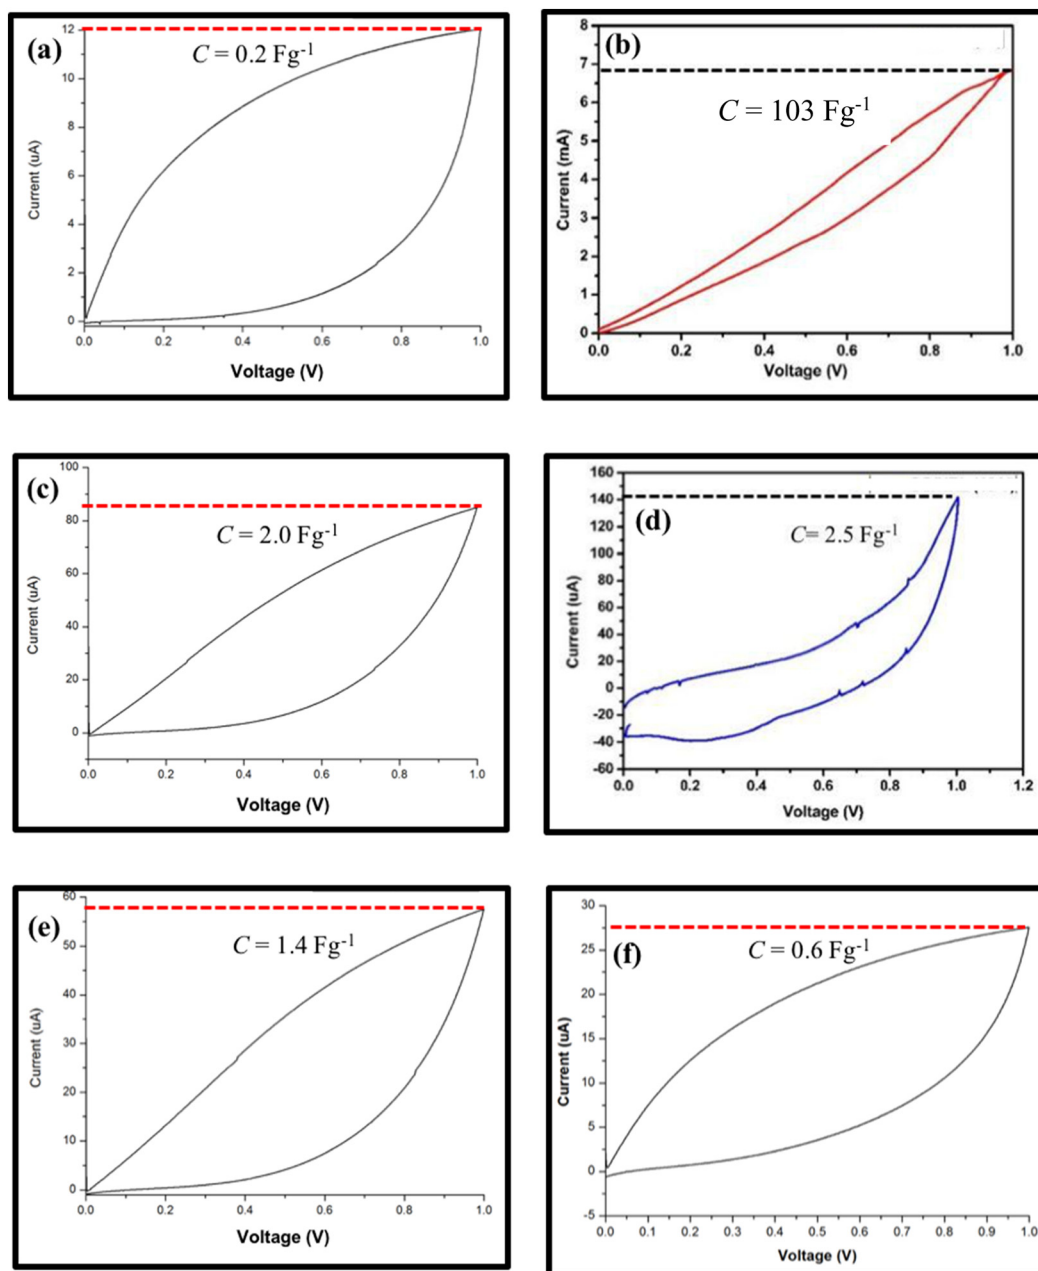 (a)
C = 0.2 Fg-1
12
10
8
6
4
2
0
Current (uA)
0.0 0.2 0.4 0.6 0.8 1.0
Voltage (V)
(b)
C = 103 Fg-1
8
7
6
5
4
3
2
1
0
Current (mA)
0.0 0.2 0.4 0.6 0.8 1.0
Voltage (V)
(c)
C = 2.0 Fg-1
100
80
60
40
20
0
Current (uA)
0.0 0.2 0.4 0.6 0.8 1.0
Voltage (V)
(d)
C= 2.5 Fg-1
160
140
120
100
80
60
40
20
0
-20
-40
-60
Current (uA)
0.0 0.2 0.4 0.6 0.8 1.0 1.2
Voltage (V)
(e)
C = 1.4 Fg-1
60
50
40
30
20
10
0
Current (uA)
0.0 0.2 0.4 0.6 0.8 1.0
Voltage (V)
(f)
C = 0.6 Fg-1
30
25
20
15
10
5
0
-5
Current (uA)
0.0 0.1 0.2 0.3 0.4 0.5 0.6 0.7 0.8 0.9 1.0
Voltage (V)